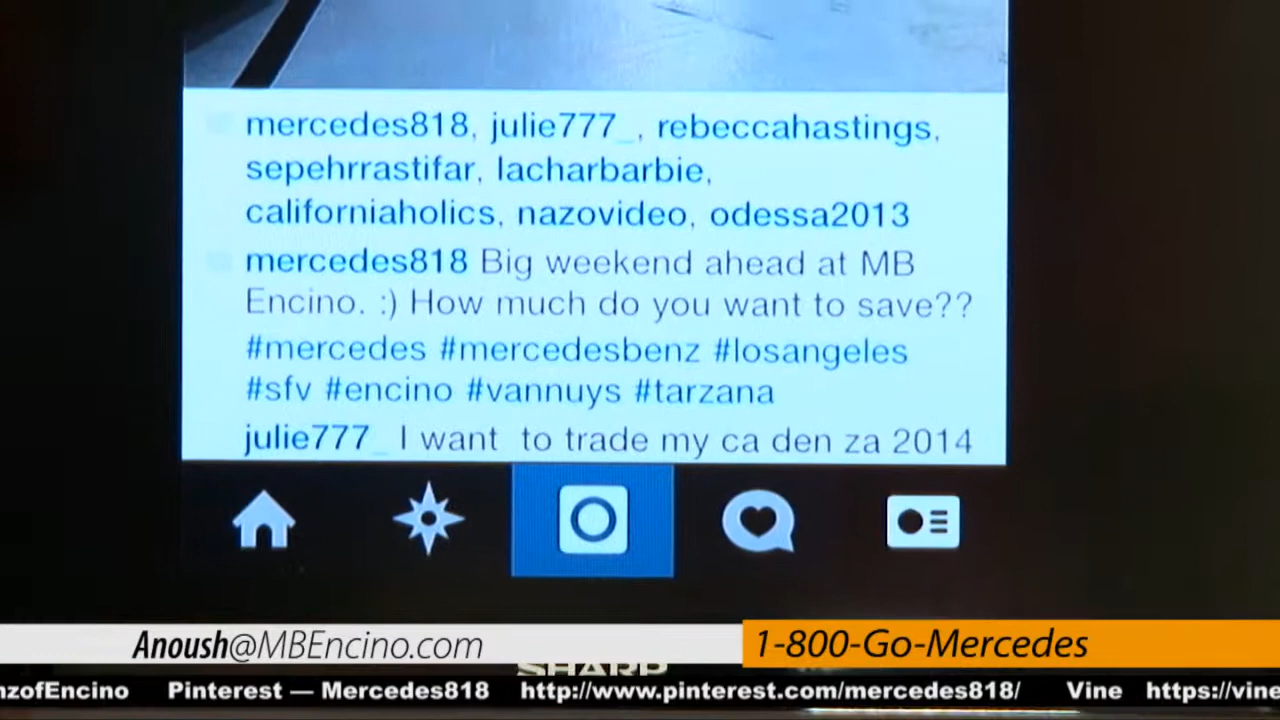 mercedes818, julie777_, rebeccahastings,
sepehrrastifar, lacharbarbie,
californiaholics, nazovideo, odessa2013
mercedes818 Big weekend ahead at MB
Encino. :) How much do you want to save??
#mercedes #mercedesbenz #losangeles
#sfv #encino #vannuys #tarzana
julie777_ I want to trade my ca den za 2014
Anoush@MBEncino.com
1-800-Go-Mercedes
SHARP
nzofEncino Pinterest — Mercedes818 http://www.pinterest.com/mercedes818/ Vine https://vine